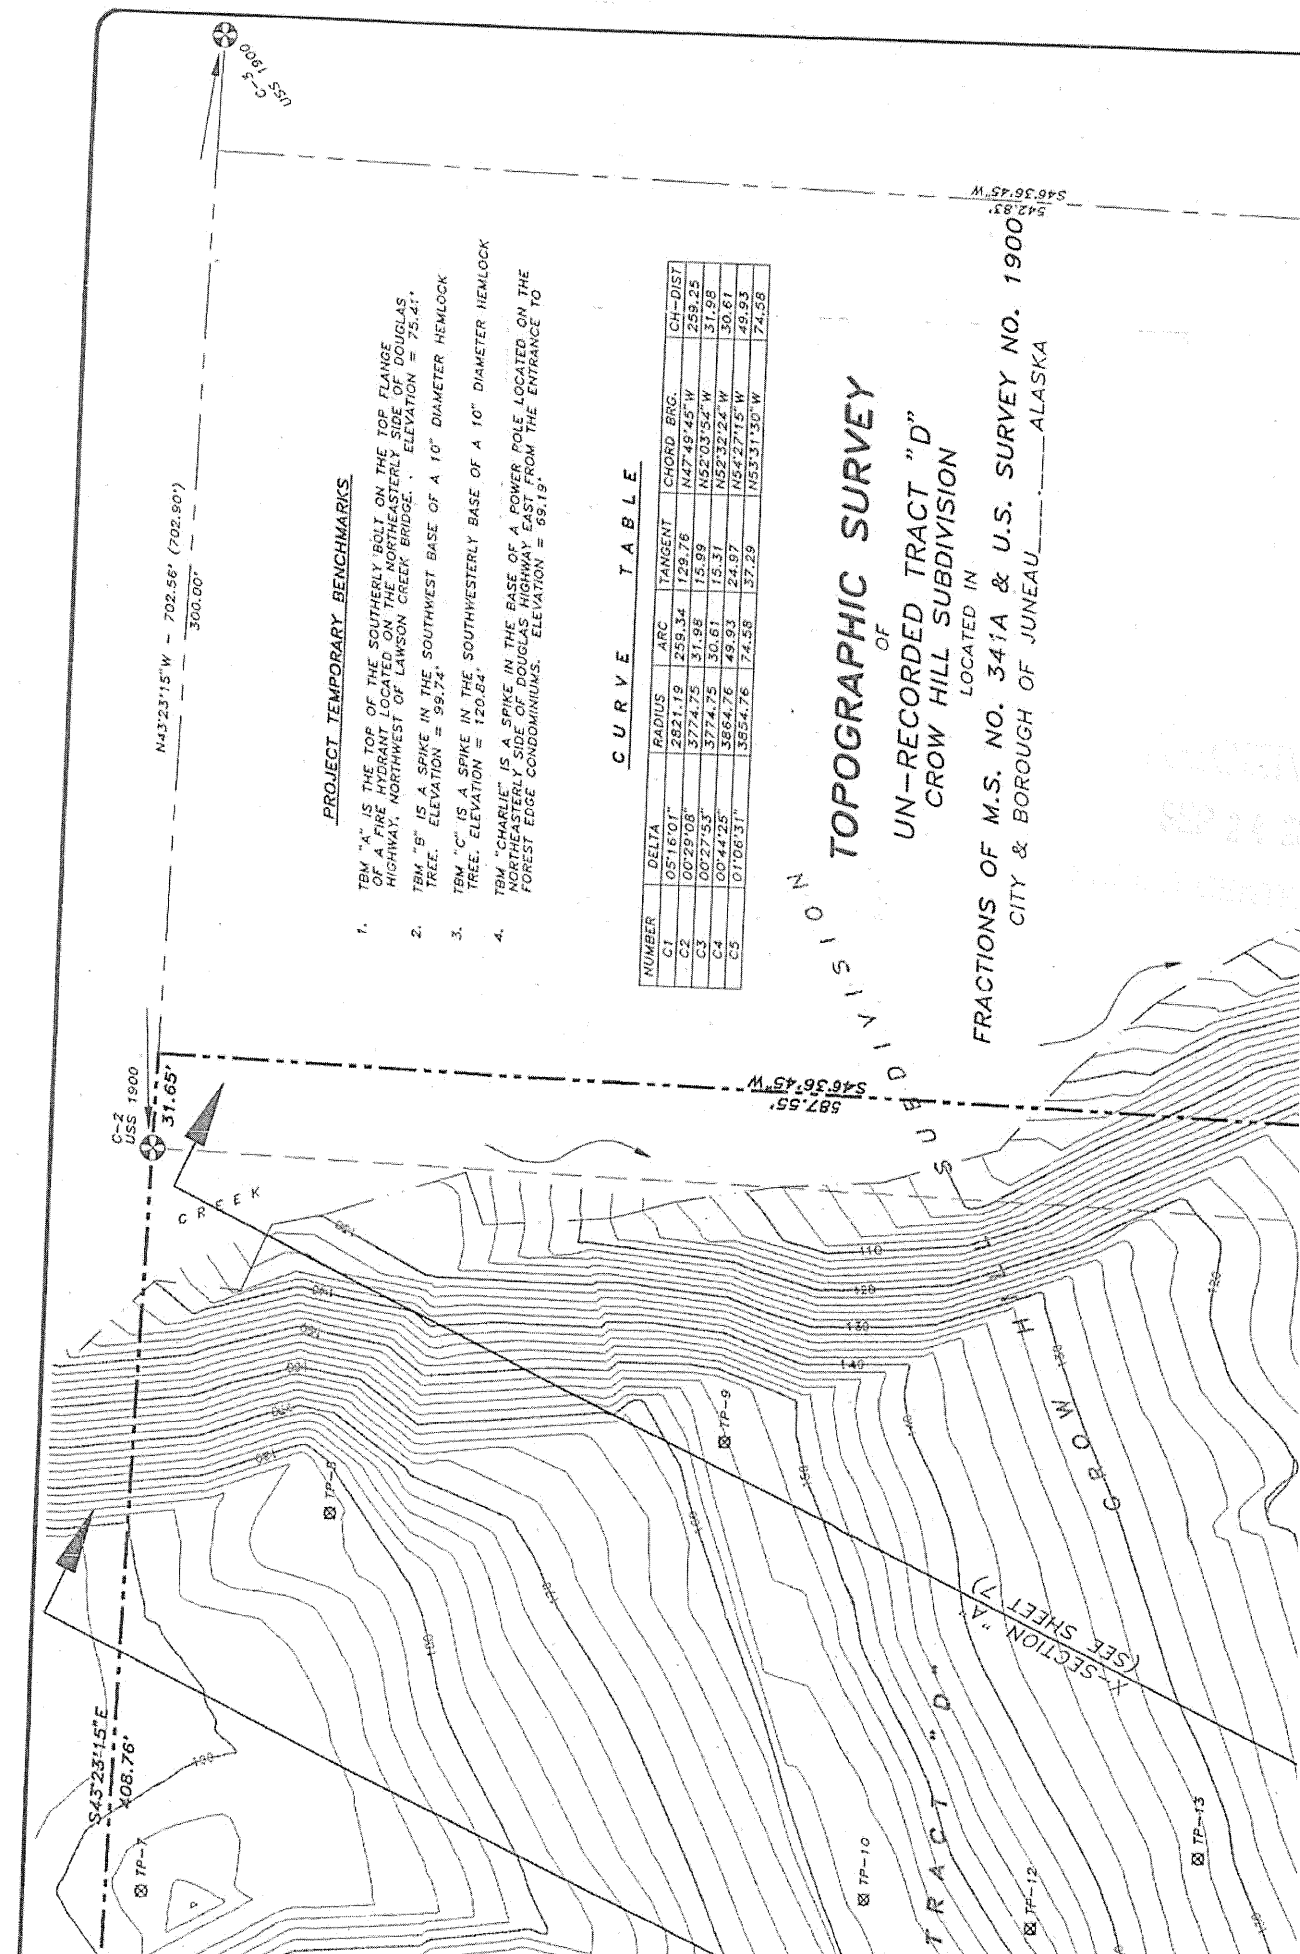 C-5
USS 1900
N43°23'15"W - 702.56' (702.90')
300.00'
S46°36'45"W
542.83'
PROJECT TEMPORARY BENCHMARKS
1. TBM "A" IS THE TOP OF THE SOUTHERLY BOLT ON THE TOP FLANGE
OF A FIRE HYDRANT LOCATED ON THE NORTHEASTERLY SIDE OF DOUGLAS
HIGHWAY, NORTHWEST OF LAWSON CREEK BRIDGE. . ELEVATION = 75.41'
2. TBM "B" IS A SPIKE IN THE SOUTHWEST BASE OF A 10" DIAMETER HEMLOCK
TREE. ELEVATION = 99.74'
3. TBM "C" IS A SPIKE IN THE SOUTHWESTERLY BASE OF A 10" DIAMETER HEMLOCK
TREE. ELEVATION = 120.84'
4. TBM "CHARLIE" IS A SPIKE IN THE BASE OF A POWER POLE LOCATED ON THE
NORTHEASTERLY SIDE OF DOUGLAS HIGHWAY EAST FROM THE ENTRANCE TO
FOREST EDGE CONDOMINIUMS. ELEVATION = 69.19'
CURVE TABLE
NUMBER DELTA RADIUS ARC TANGENT CHORD BRG. CH-DIST
C1 05°16'01" 2821.19 259.34 129.76 N47°49'45"W 259.25
C2 00°29'08" 3774.75 31.98 15.99 N52°03'54"W 31.98
C3 00°27'53" 3774.75 30.61 15.31 N52°32'24"W 30.61
C4 00°44'25" 3864.76 49.93 24.97 N54°27'15"W 49.93
C5 01°06'31" 3854.76 74.58 37.29 N53°31'30"W 74.58
TOPOGRAPHIC SURVEY
OF
UN-RECORDED TRACT "D"
CROW HILL SUBDIVISION
LOCATED IN
FRACTIONS OF M.S. NO. 341A & U.S. SURVEY NO. 1900
CITY & BOROUGH OF JUNEAU ALASKA
C-2
USS 1900
31.65'
S46°36'45"W
587.55'
CREEK
CROW HILL SUBDIVISION
110
120
130
140
TP-8
TP-9
X-SECTION "A"
(SEE SHEET 7)
S43°23'15"E
408.76'
TP-7
TP-10
TRACT "D"
TP-12
TP-13